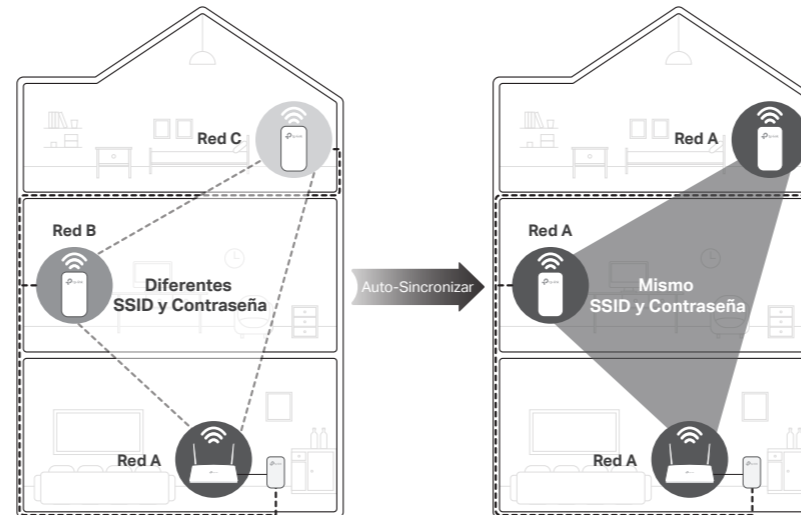 Red C
Red B
Diferentes
SSID y Contraseña
Red A
Auto-Sincronizar
Red A
Red A
Mismo
SSID y Contraseña
Red A